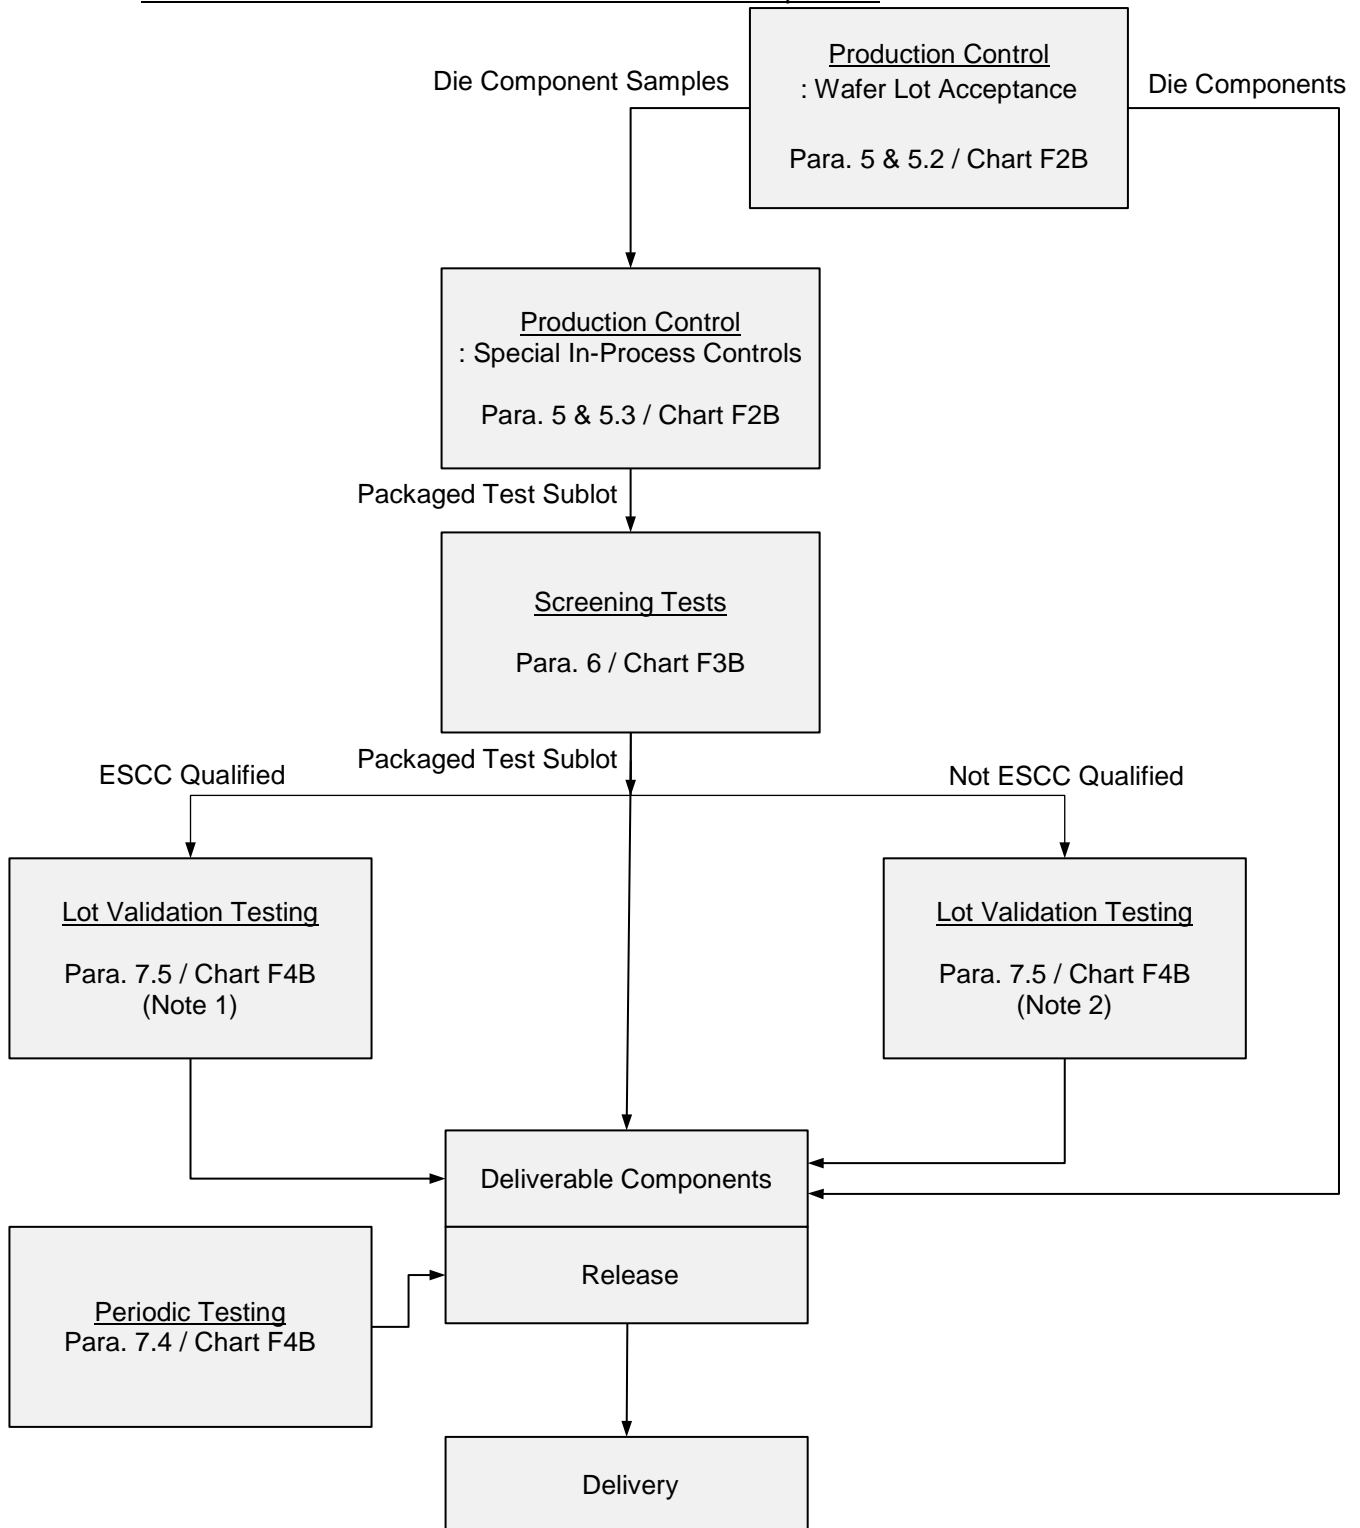 Die Component Samples
Production Control
: Wafer Lot Acceptance
Para. 5 & 5.2 / Chart F2B
Die Components
Production Control
: Special In-Process Controls
Para. 5 & 5.3 / Chart F2B
Packaged Test Sublot
Screening Tests
Para. 6 / Chart F3B
Packaged Test Sublot
ESCC Qualified
Not ESCC Qualified
Lot Validation Testing
Para. 7.5 / Chart F4B
(Note 1)
Lot Validation Testing
Para. 7.5 / Chart F4B
(Note 2)
Deliverable Components
Release
Periodic Testing
Para. 7.4 / Chart F4B
Delivery